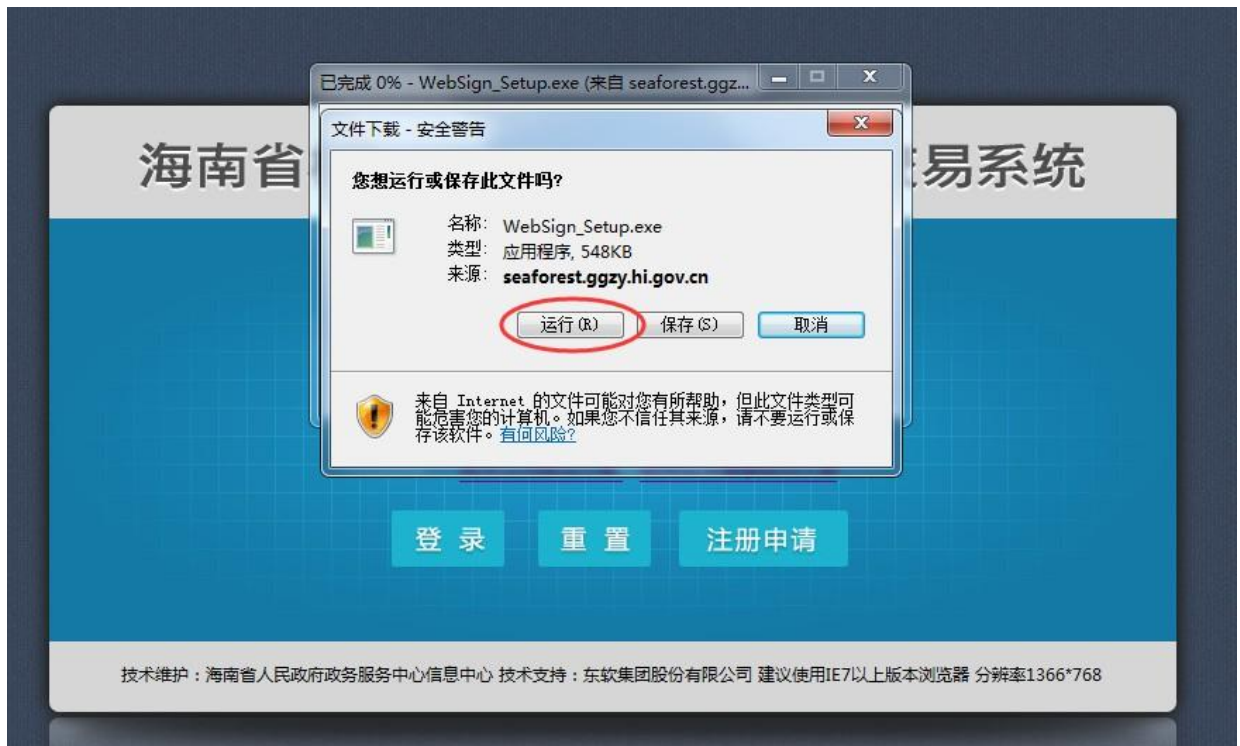 已完成 0% - WebSign_Setup.exe (来自 seaforest.ggz...
文件下载 - 安全警告
海南省 易系统
您想运行或保存此文件吗?
名称: WebSign_Setup.exe
类型: 应用程序, 548KB
来源: seaforest.ggzy.hi.gov.cn
运行(R) 保存(S) 取消
来自 Internet 的文件可能对您有所帮助，但此文件类型可
能危害您的计算机。如果您不信任其来源，请不要运行或保
存该软件。有何风险?
登 录 重 置 注册申请
技术维护：海南省人民政府政务服务中心信息中心 技术支持：东软集团股份有限公司 建议使用IE7以上版本浏览器 分辨率1366*768